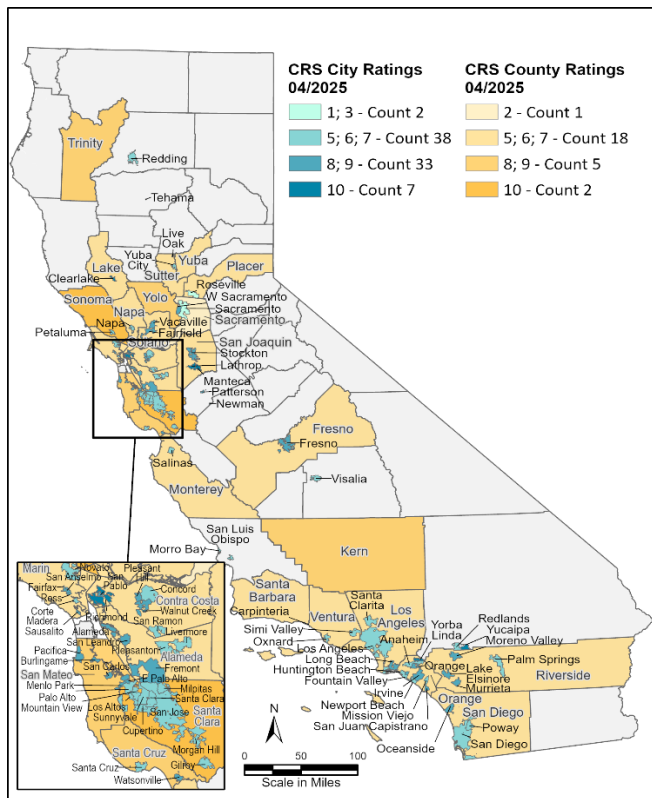 CRS City Ratings
04/2025
1; 3 - Count 2
5; 6; 7 - Count 38
8; 9 - Count 33
10 - Count 7
CRS County Ratings
04/2025
2 - Count 1
5; 6; 7 - Count 18
8; 9 - Count 5
10 - Count 2
Trinity
Redding
Tehama
Live
Oak
Yuba
City
Yuba
Sutter
Placer
Lake
Clearlake
Roseville
Sonoma
Yolo
W Sacramento
Napa
Sacramento
Sacramento
Napa
Vacaville
Petaluma
Fairfield
Solano
San Joaquin
Stockton
Lathrop
Manteca
Patterson
Newman
Fresno
Fresno
Salinas
Visalia
Monterey
San Luis
Obispo
Morro Bay
Kern
Santa
Barbara
Carpinteria
Ventura
Santa
Clarita
Los
Angeles
Simi Valley
Oxnard
Los Angeles
Anaheim
Yorba
Linda
Redlands
Yucaipa
Moreno Valley
Long Beach
Huntington Beach
Fountain Valley
Orange
Lake
Elsinore
Murrieta
Palm Springs
Riverside
Irvine
Newport Beach
Mission Viejo
San Juan Capistrano
Orange
San Diego
Oceanside
Poway
San Diego
Marin
Novato
San Anselmo
San
Pablo
Pleasant
Hill
Fairfax
Ross
Concord
Contra Costa
Corte
Madera
Sausalito
Richmond
Walnut Creek
San Ramon
Alameda
Livermore
San Leandro
Pleasanton
Pacifica
Burlingame
Alameda
San Carlos
Fremont
San Mateo
E Palo Alto
Menlo Park
Milpitas
Palo Alto
Santa Clara
Mountain View
Los Altos
San Jose
Santa
Clara
Sunnyvale
Cupertino
Morgan Hill
Santa Cruz
Gilroy
Santa Cruz
Watsonville
N
0
50
100
Scale in Miles